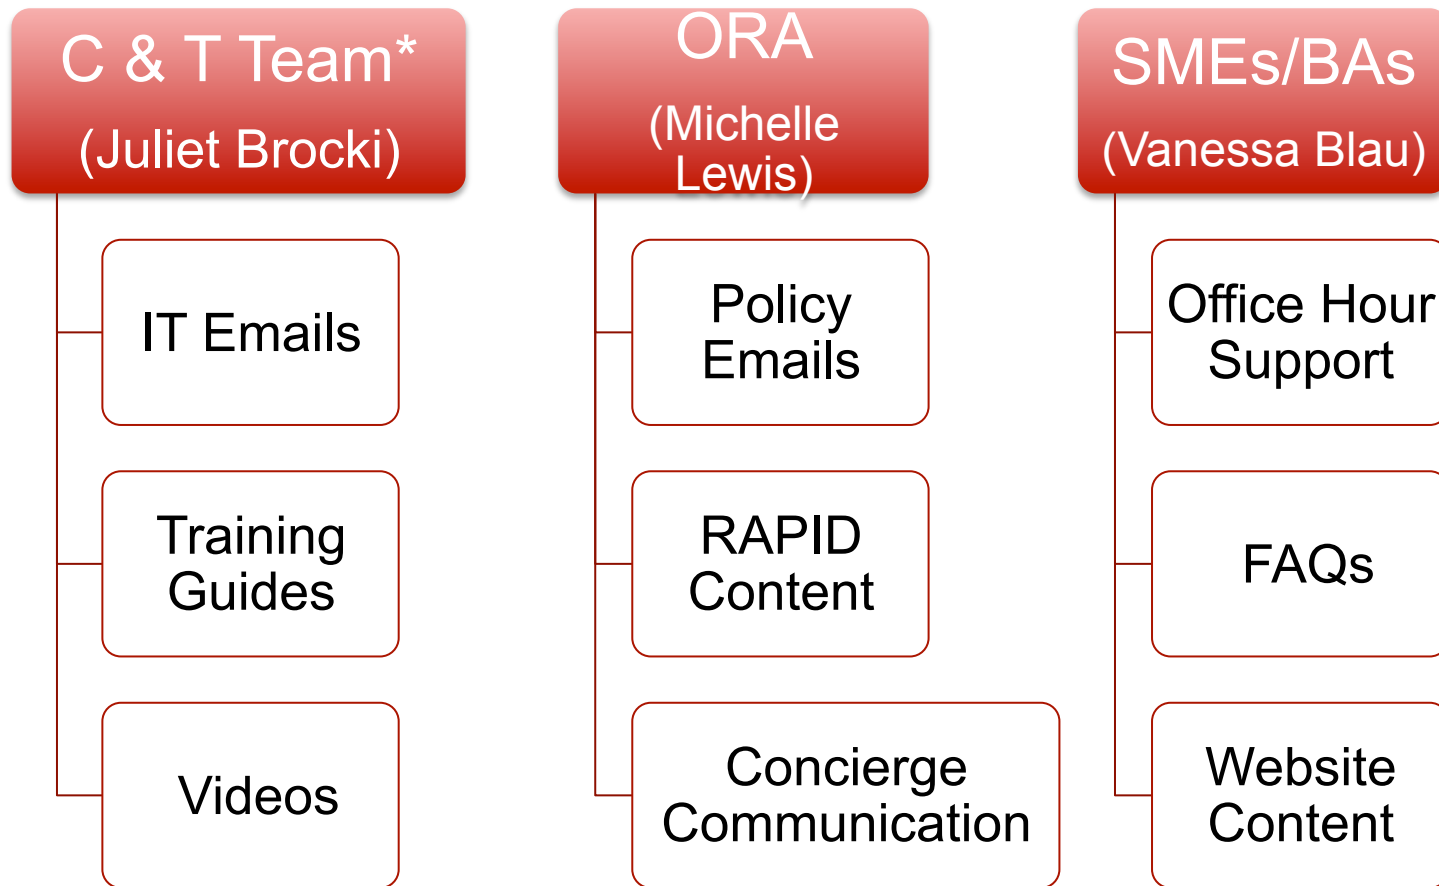 C & T Team*
(Juliet Brocki)
IT Emails
Training
Guides
Videos
ORA
(Michelle
Lewis)
Policy
Emails
RAPID
Content
Concierge
Communication
SMEs/BAs
(Vanessa Blau)
Office Hour
Support
FAQs
Website
Content